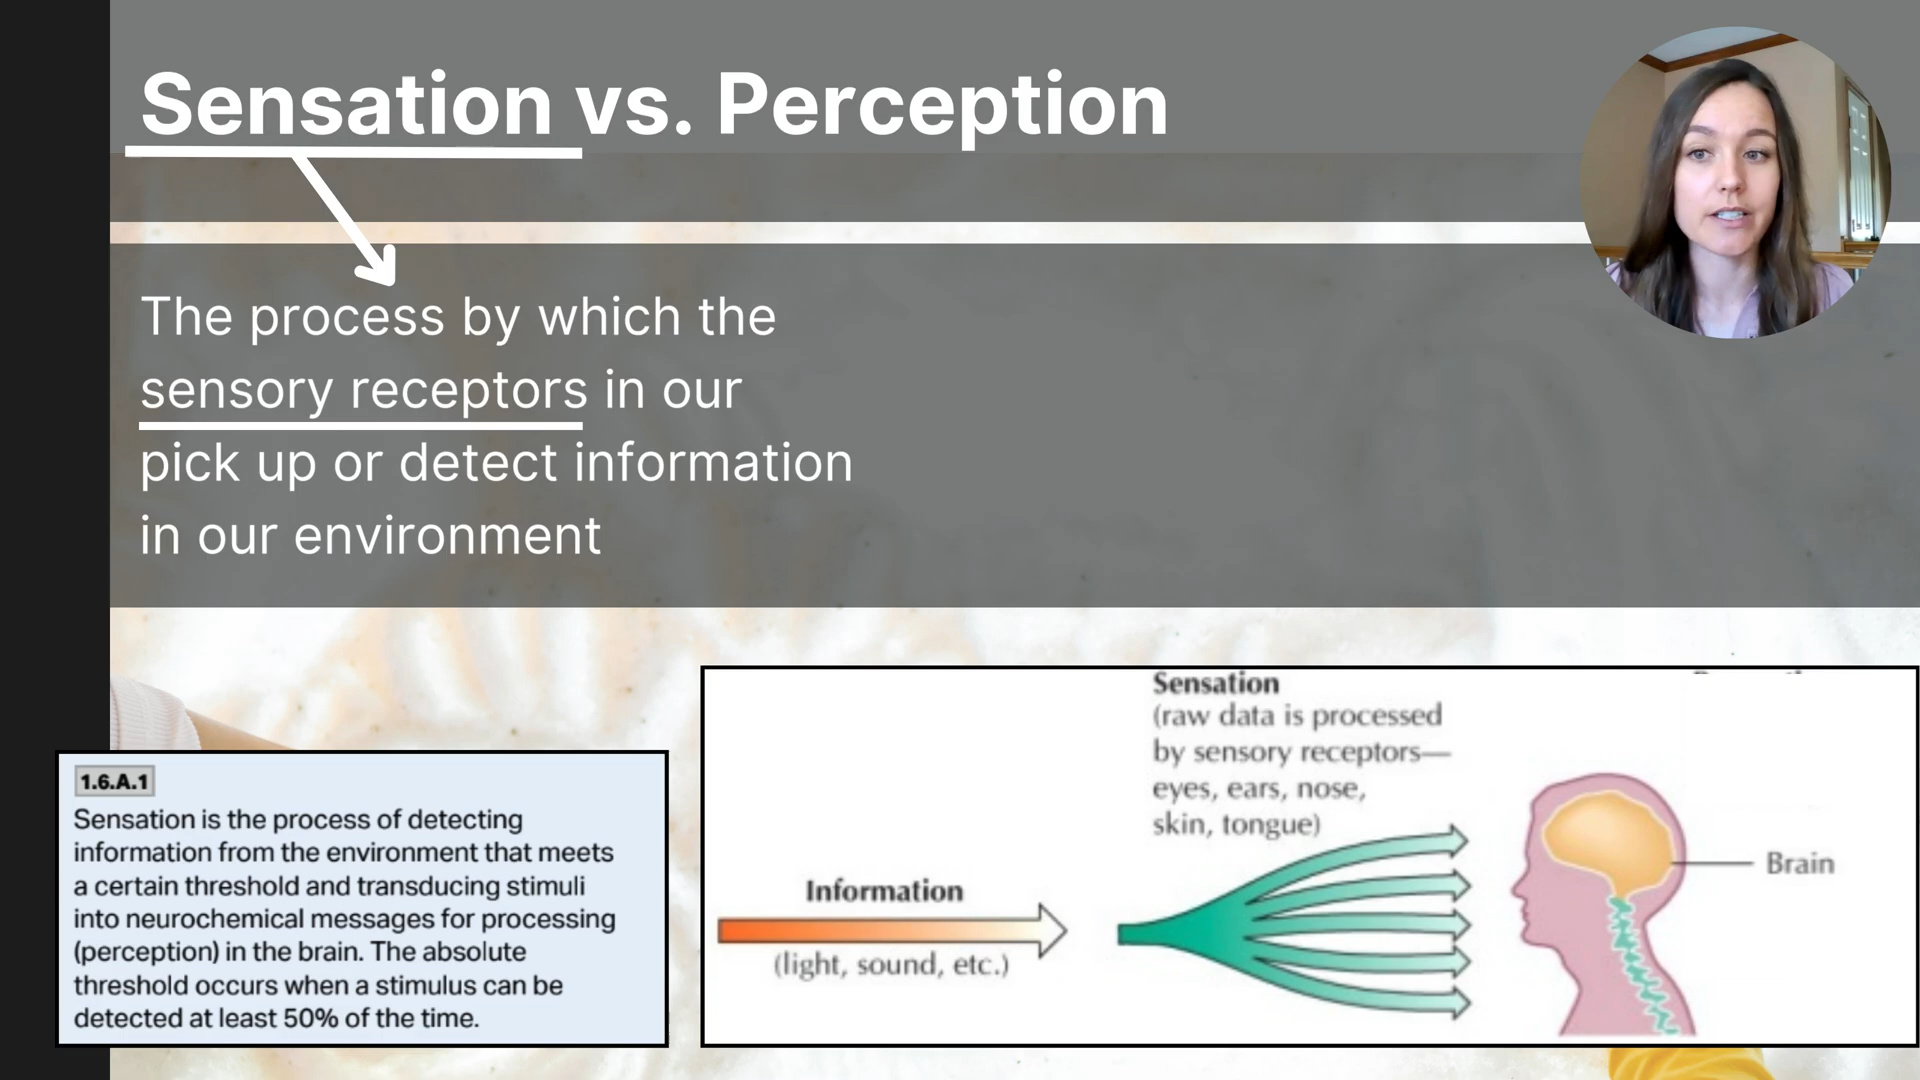 Sensation vs. Perception
The process by which the
sensory receptors in our
pick up or detect information
in our environment
1.6.A.1
Sensation is the process of detecting
information from the environment that meets
a certain threshold and transducing stimuli
into neurochemical messages for processing
(perception) in the brain. The absolute
threshold occurs when a stimulus can be
detected at least 50% of the time.
Sensation
(raw data is processed
by sensory receptors—
eyes, ears, nose,
skin, tongue)
Information
(light, sound, etc.)
Brain